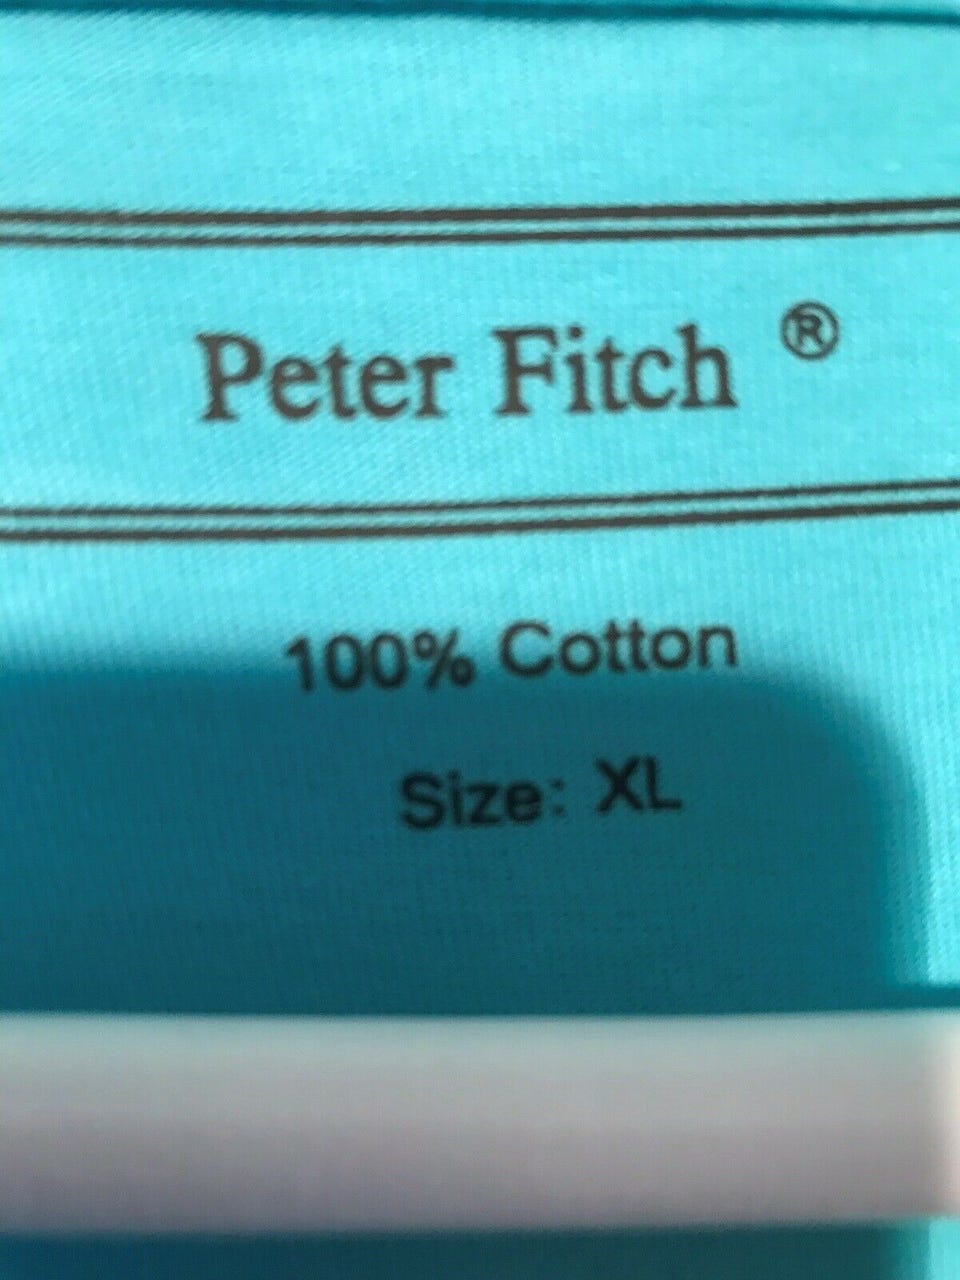 Peter Fitch ®
100% Cotton
Size: XL